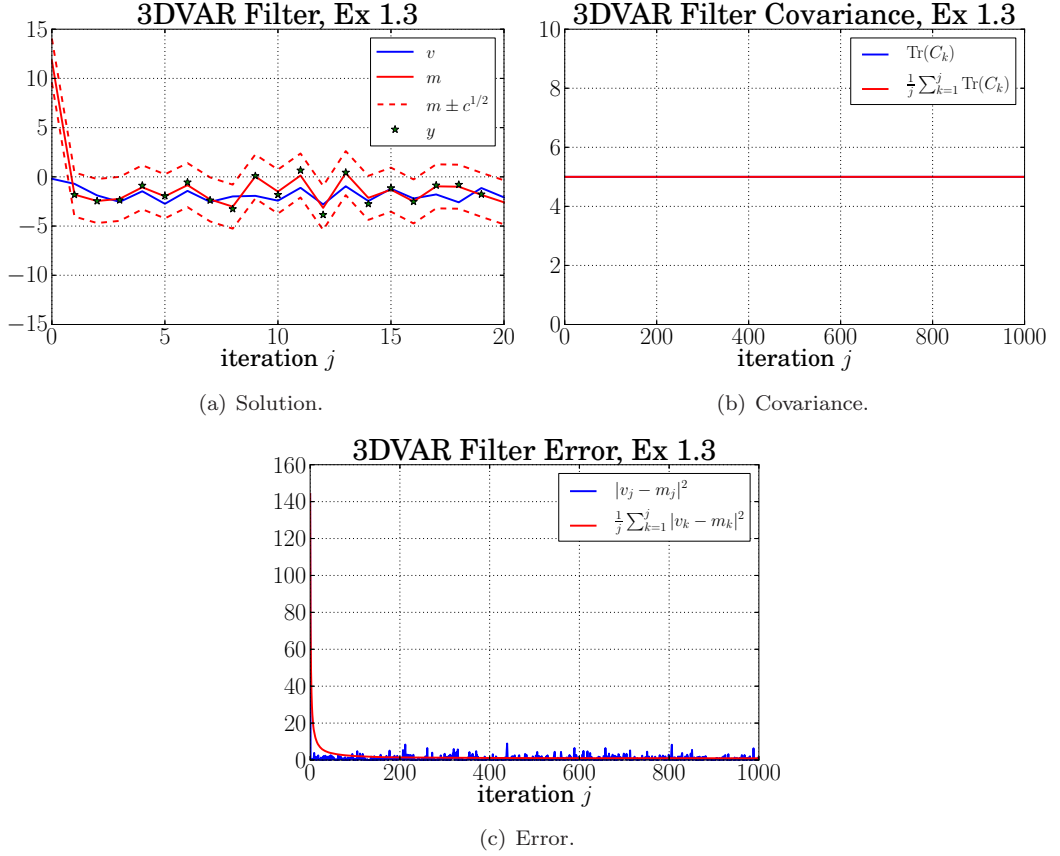 3DVAR Filter, Ex 1.3
15
10
5
0
−5
−10
−15
v
m
m ± c^{1/2}
y
0 5 10 15 20
iteration j
(a) Solution.
3DVAR Filter Covariance, Ex 1.3
10
8
6
4
2
0
Tr(C_k)
\frac{1}{j} \sum_{k=1}^{j} Tr(C_k)
0 200 400 600 800 1000
iteration j
(b) Covariance.
3DVAR Filter Error, Ex 1.3
160
140
120
100
80
60
40
20
0
|v_j − m_j|^2
\frac{1}{j} \sum_{k=1}^{j} |v_k − m_k|^2
0 200 400 600 800 1000
iteration j
(c) Error.